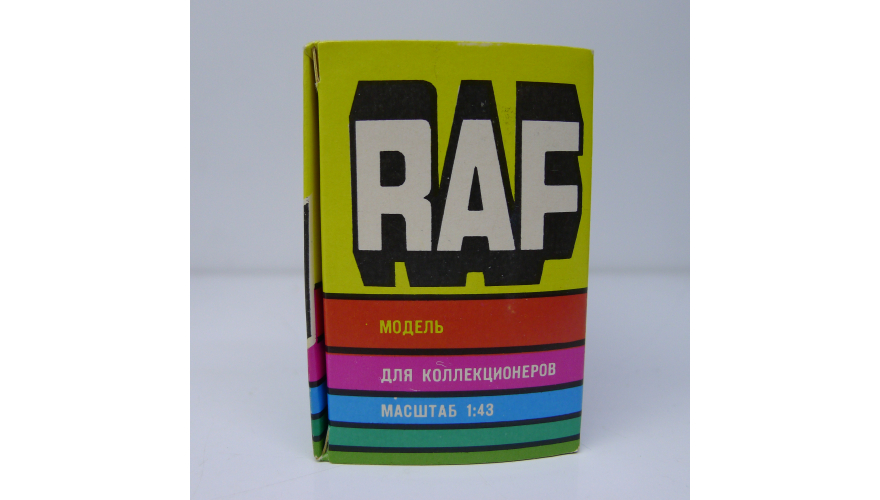 RAF
МОДЕЛЬ
ДЛЯ КОЛЛЕКЦИОНЕРОВ
МАСШТАБ 1:43